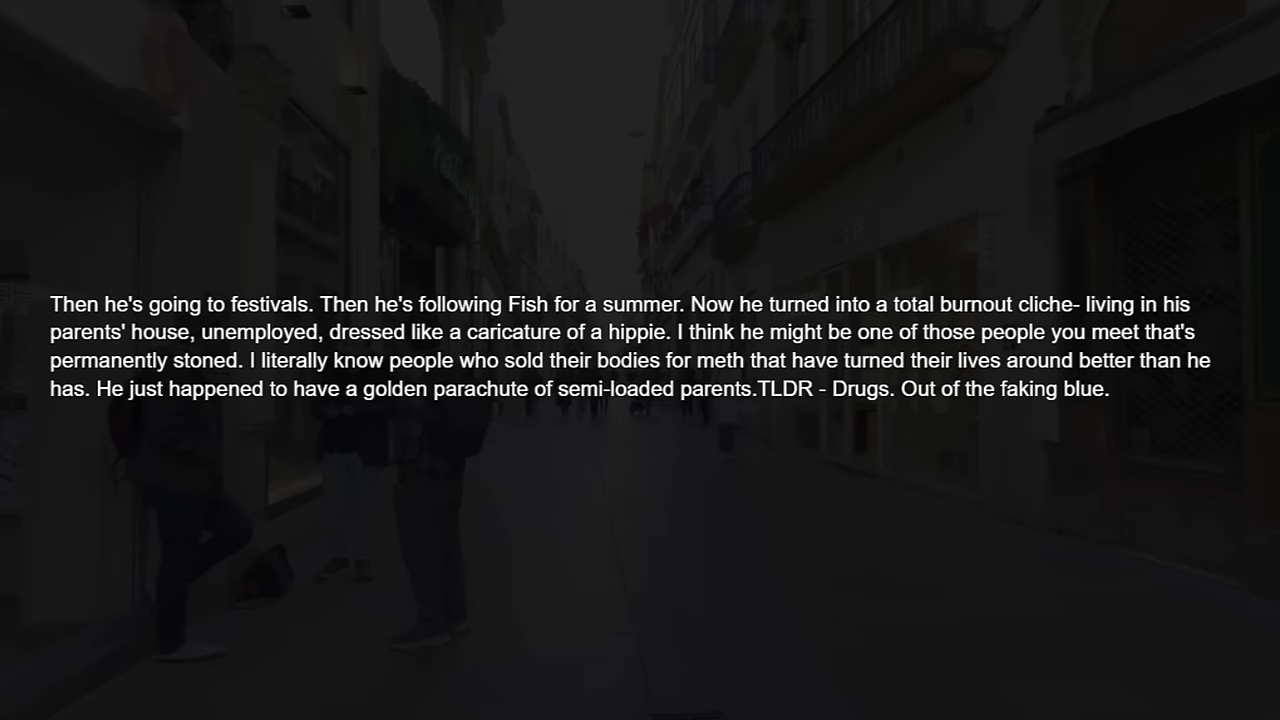 Then he's going to festivals. Then he's following Fish for a summer. Now he turned into a total burnout cliche- living in his
parents' house, unemployed, dressed like a caricature of a hippie. I think he might be one of those people you meet that's
permanently stoned. I literally know people who sold their bodies for meth that have turned their lives around better than he
has. He just happened to have a golden parachute of semi-loaded parents.TLDR - Drugs. Out of the faking blue.